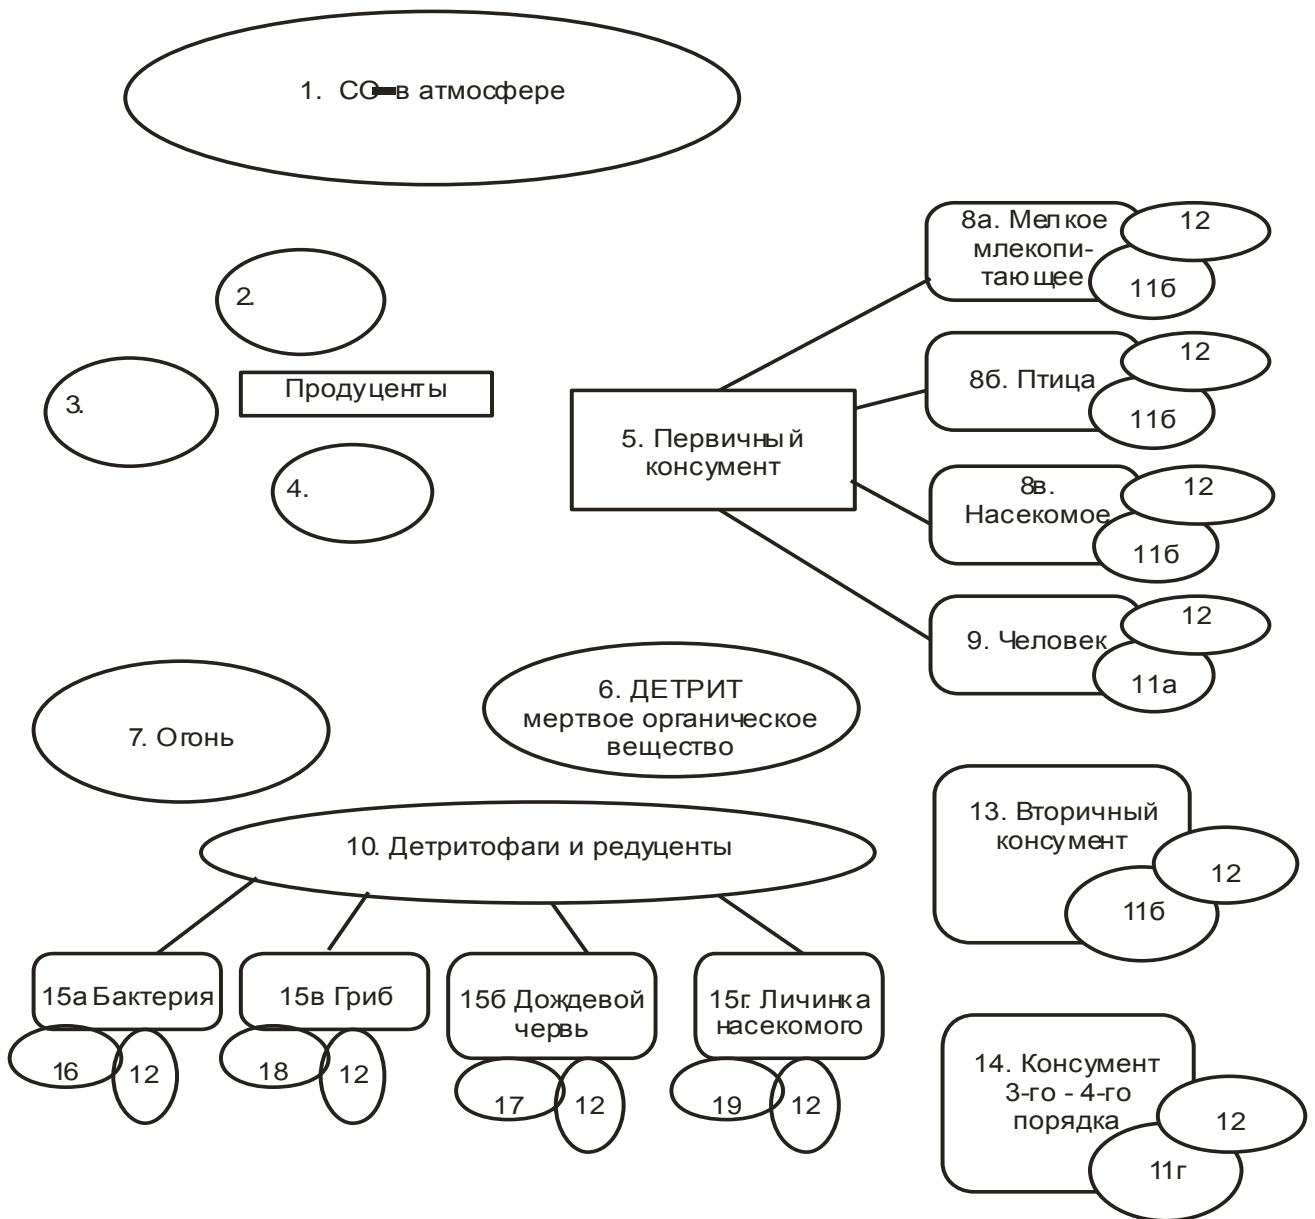 1. СО в атмосфере
8а. Мелкое
млекопи-
тающее
12
11б
2.
Продуценты
3.
4.
5. Первичный
консумент
8б. Птица
12
11б
8в.
Насекомое
12
11б
9. Человек
12
11а
6. ДЕТРИТ
мертвое органическое
вещество
7. Огонь
10. Детритофаги и редуценты
13. Вторичный
консумент
12
11б
15а Бактерия
16
12
15в Гриб
18
12
15б Дождевой
червь
17
12
15г. Личинка
насекомого
19
12
14. Консумент
3-го - 4-го
порядка
12
11г